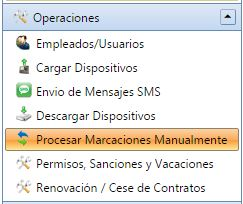 Operaciones
Empleados/Usuarios
Cargar Dispositivos
Envio de Mensajes SMS
Descargar Dispositivos
Procesar Marcaciones Manualmente
Permisos, Sanciones y Vacaciones
Renovación / Cese de Contratos